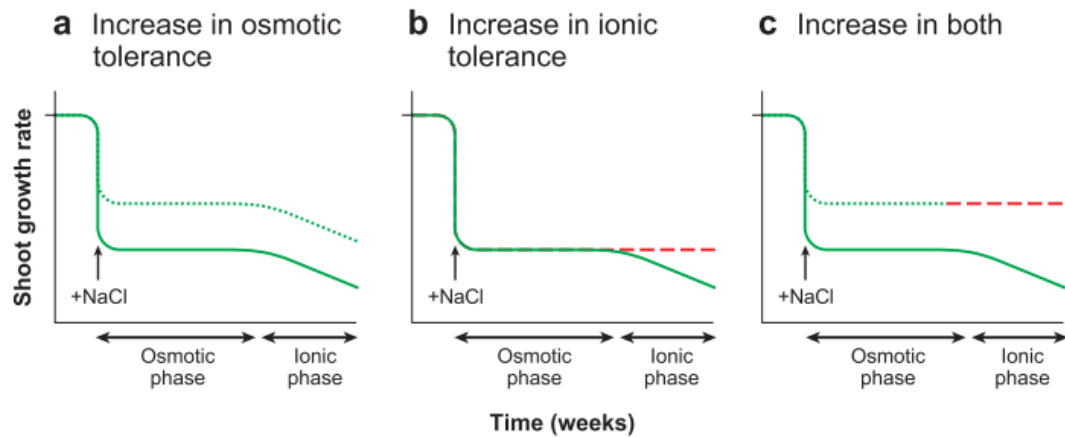 a Increase in osmotic
tolerance
b Increase in ionic
tolerance
c Increase in both
Shoot growth rate
+NaCl
+NaCl
+NaCl
Osmotic
phase
Ionic
phase
Osmotic
phase
Ionic
phase
Osmotic
phase
Ionic
phase
Time (weeks)